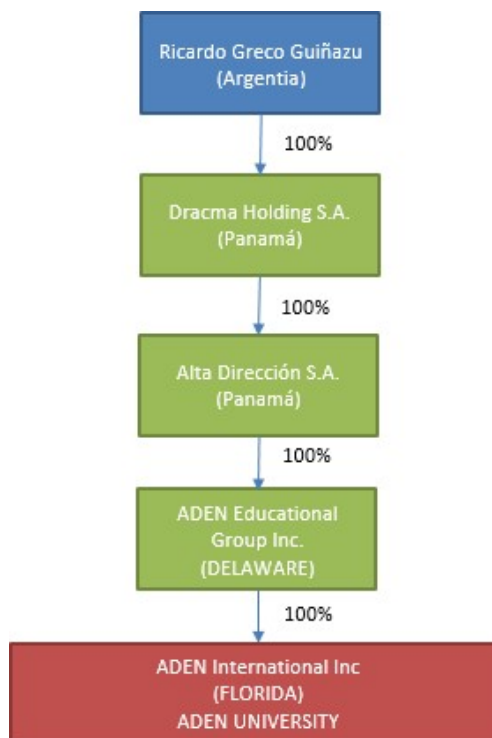 Ricardo Greco Guiñazu
(Argentia)
100%
Dracma Holding S.A.
(Panamá)
100%
Alta Dirección S.A.
(Panamá)
100%
ADEN Educational
Group Inc.
(DELAWARE)
100%
ADEN International Inc
(FLORIDA)
ADEN UNIVERSITY